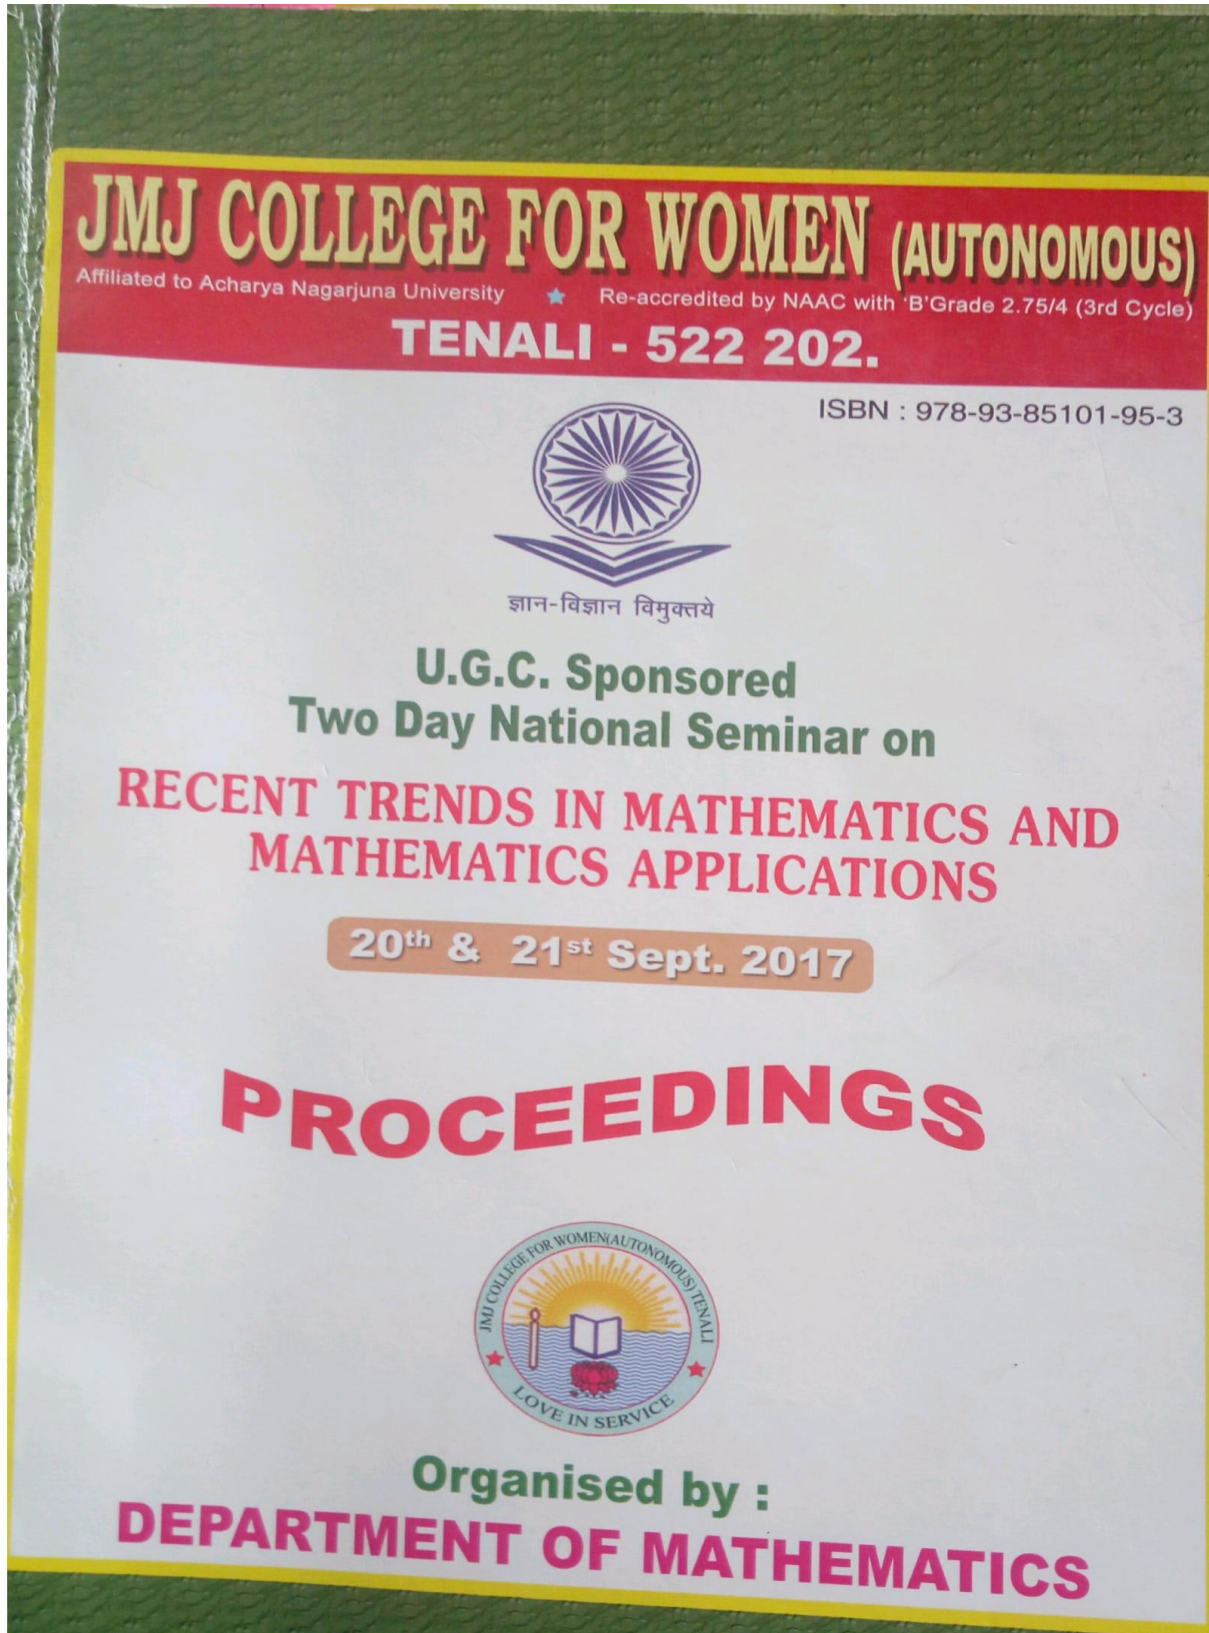 JMJ COLLEGE FOR WOMEN (AUTONOMOUS)
Affiliated to Acharya Nagarjuna University ★ Re-accredited by NAAC with 'B'Grade 2.75/4 (3rd Cycle)
TENALI - 522 202.
ISBN : 978-93-85101-95-3
ज्ञान-विज्ञान विमुक्तये
U.G.C. Sponsored
Two Day National Seminar on
RECENT TRENDS IN MATHEMATICS AND
MATHEMATICS APPLICATIONS
20th & 21st Sept. 2017
PROCEEDINGS
JMJ COLLEGE FOR WOMEN(AUTONOMOUS) TENALI
LOVE IN SERVICE
Organised by :
DEPARTMENT OF MATHEMATICS